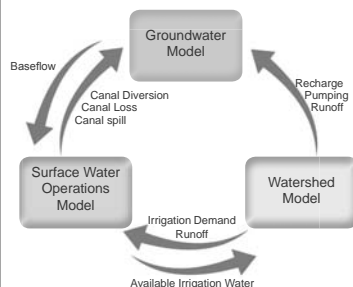 Groundwater
Model
Baseflow
Canal Diversion
Canal Loss
Canal spill
Recharge
Pumping
Runoff
Surface Water
Operations
Model
Watershed
Model
Irrigation Demand
Runoff
Available Irrigation Water